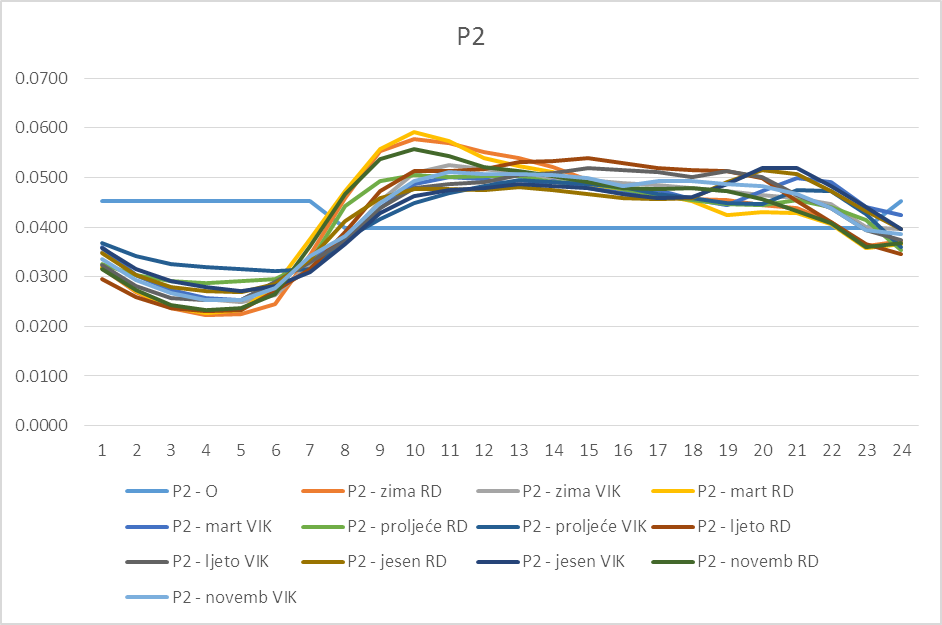 P2
0.0700
0.0600
0.0500
0.0400
0.0300
0.0200
0.0100
0.0000
1 2 3 4 5 6 7 8 9 10 11 12 13 14 15 16 17 18 19 20 21 22 23 24
P2 - O P2 - zima RD P2 - zima VIK P2 - mart RD
P2 - mart VIK P2 - proljeće RD P2 - proljeće VIK P2 - ljeto RD
P2 - ljeto VIK P2 - jesen RD P2 - jesen VIK P2 - novemb RD
P2 - novemb VIK